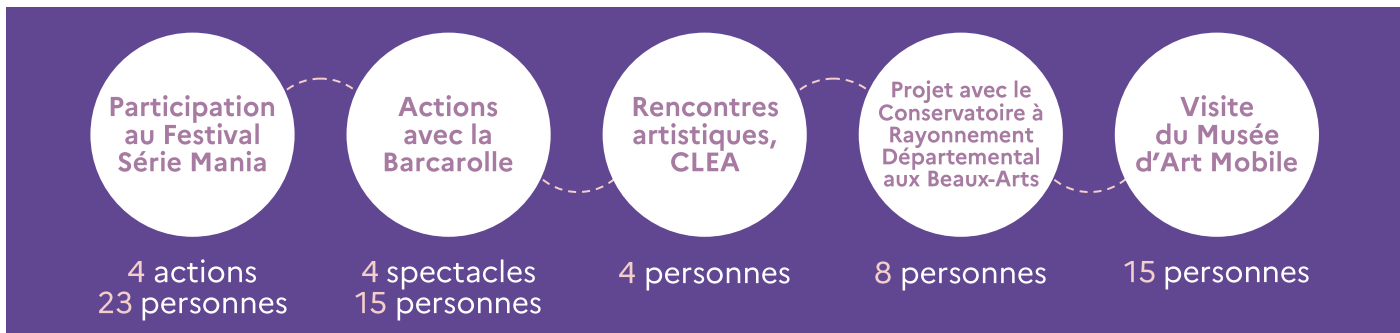 Participation
au Festival
Série Mania
4 actions
23 personnes
Actions
avec la
Barcarolle
4 spectacles
15 personnes
Rencontres
artistiques,
CLEA
4 personnes
Projet avec le
Conservatoire à
Rayonnement
Départemental
aux Beaux-Arts
8 personnes
Visite
du Musée
d’Art Mobile
15 personnes